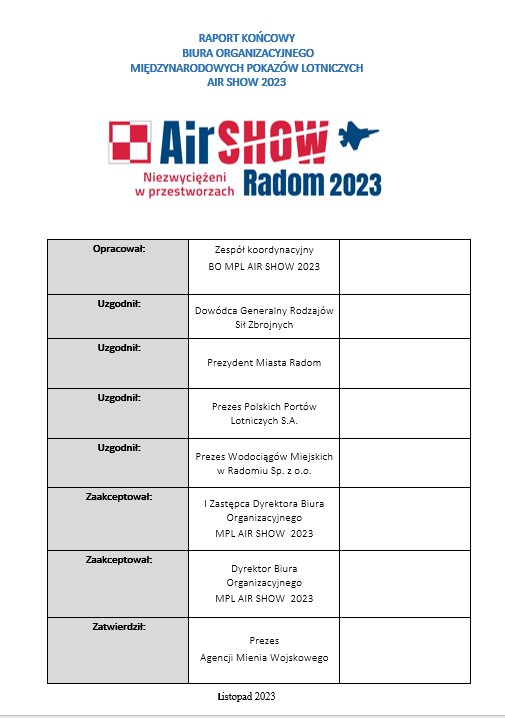 RAPORT KOŃCOWY
BIURA ORGANIZACYJNEGO
MIĘDZYNARODOWYCH POKAZÓW LOTNICZYCH
AIR SHOW 2023
AirSHOW
Niezwyciężeni
w przestworzach
Radom 2023
Opracował:
Zespół koordynacyjny
BO MPL AIR SHOW 2023
Uzgodnił:
Dowódca Generalny Rodzajów
Sił Zbrojnych
Uzgodnił:
Prezydent Miasta Radom
Uzgodnił:
Prezes Polskich Portów
Lotniczych S.A.
Uzgodnił:
Prezes Wodociągów Miejskich
w Radomiu Sp. z o.o.
Zaakceptował:
I Zastępca Dyrektora Biura
Organizacyjnego
MPL AIR SHOW 2023
Zaakceptował:
Dyrektor Biura
Organizacyjnego
MPL AIR SHOW 2023
Zatwierdził:
Prezes
Agencji Mienia Wojskowego
Listopad 2023